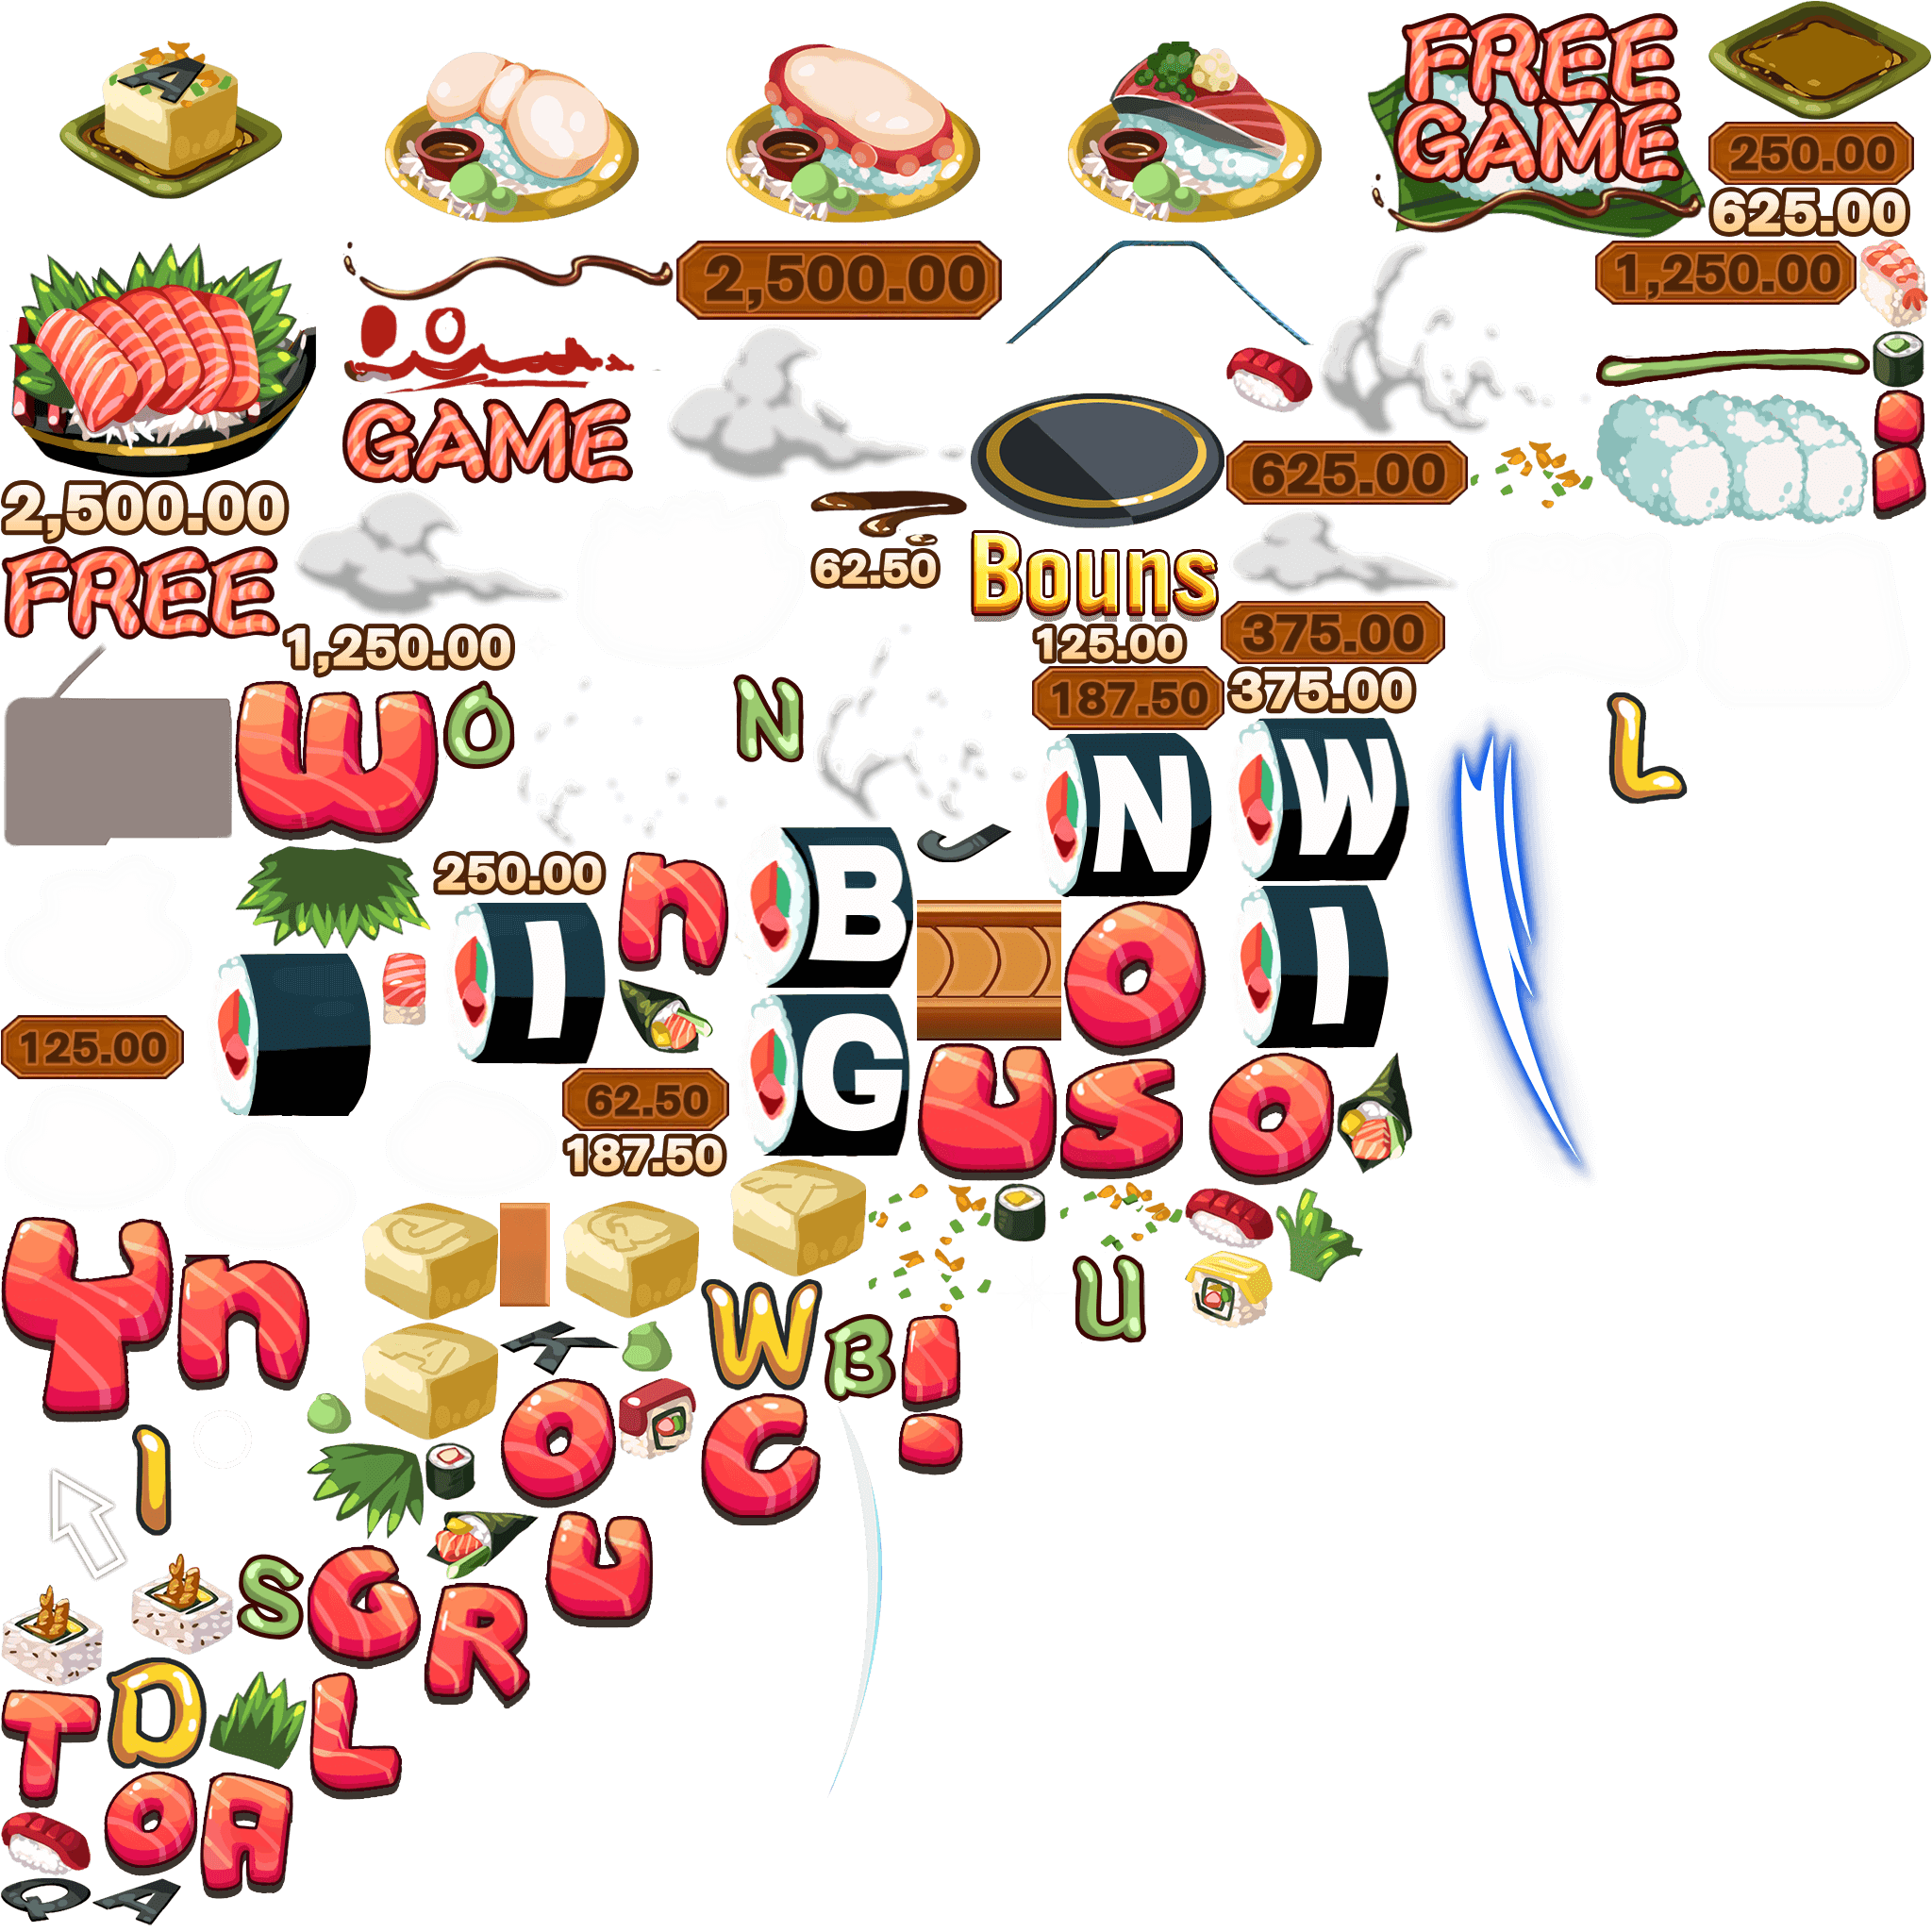 A
FREE
GAME
250.00
625.00
2,500.00
1,250.00
GAME
625.00
2,500.00
62.50
Bouns
FREE
1,250.00
125.00
375.00
187.50
375.00
W
O
N
N
W
L
250.00
n
B
J
I
O
I
125.00
G
62.50
187.50
U
S
O
Y
n
J
Q
K
A
K
W
B
!
U
I
O
C
S
G
R
U
T
D
L
O
A
Q
A